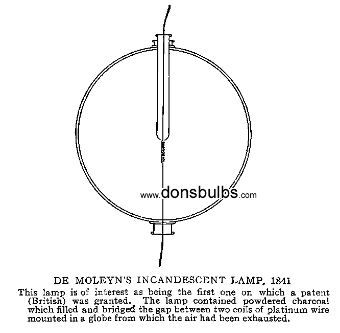 www.donsbulbs.com
DE MOLEYN'S INCANDESCENT LAMP, 1841
This lamp is of interest as being the first one on which a patent
(British) was granted. The lamp contained powdered charcoal
which filled and bridged the gap between two coils of platinum wire
mounted in a globe from which the air had been exhausted.